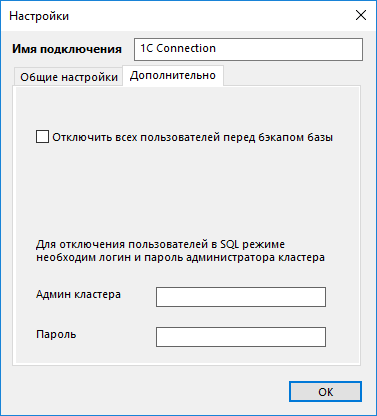 Настройки
Имя подключения 1C Connection
Общие настройки Дополнительно
Отключить всех пользователей перед бэкапом базы
Для отключения пользователей в SQL режиме
необходим логин и пароль администратора кластера
Админ кластера
Пароль
OK